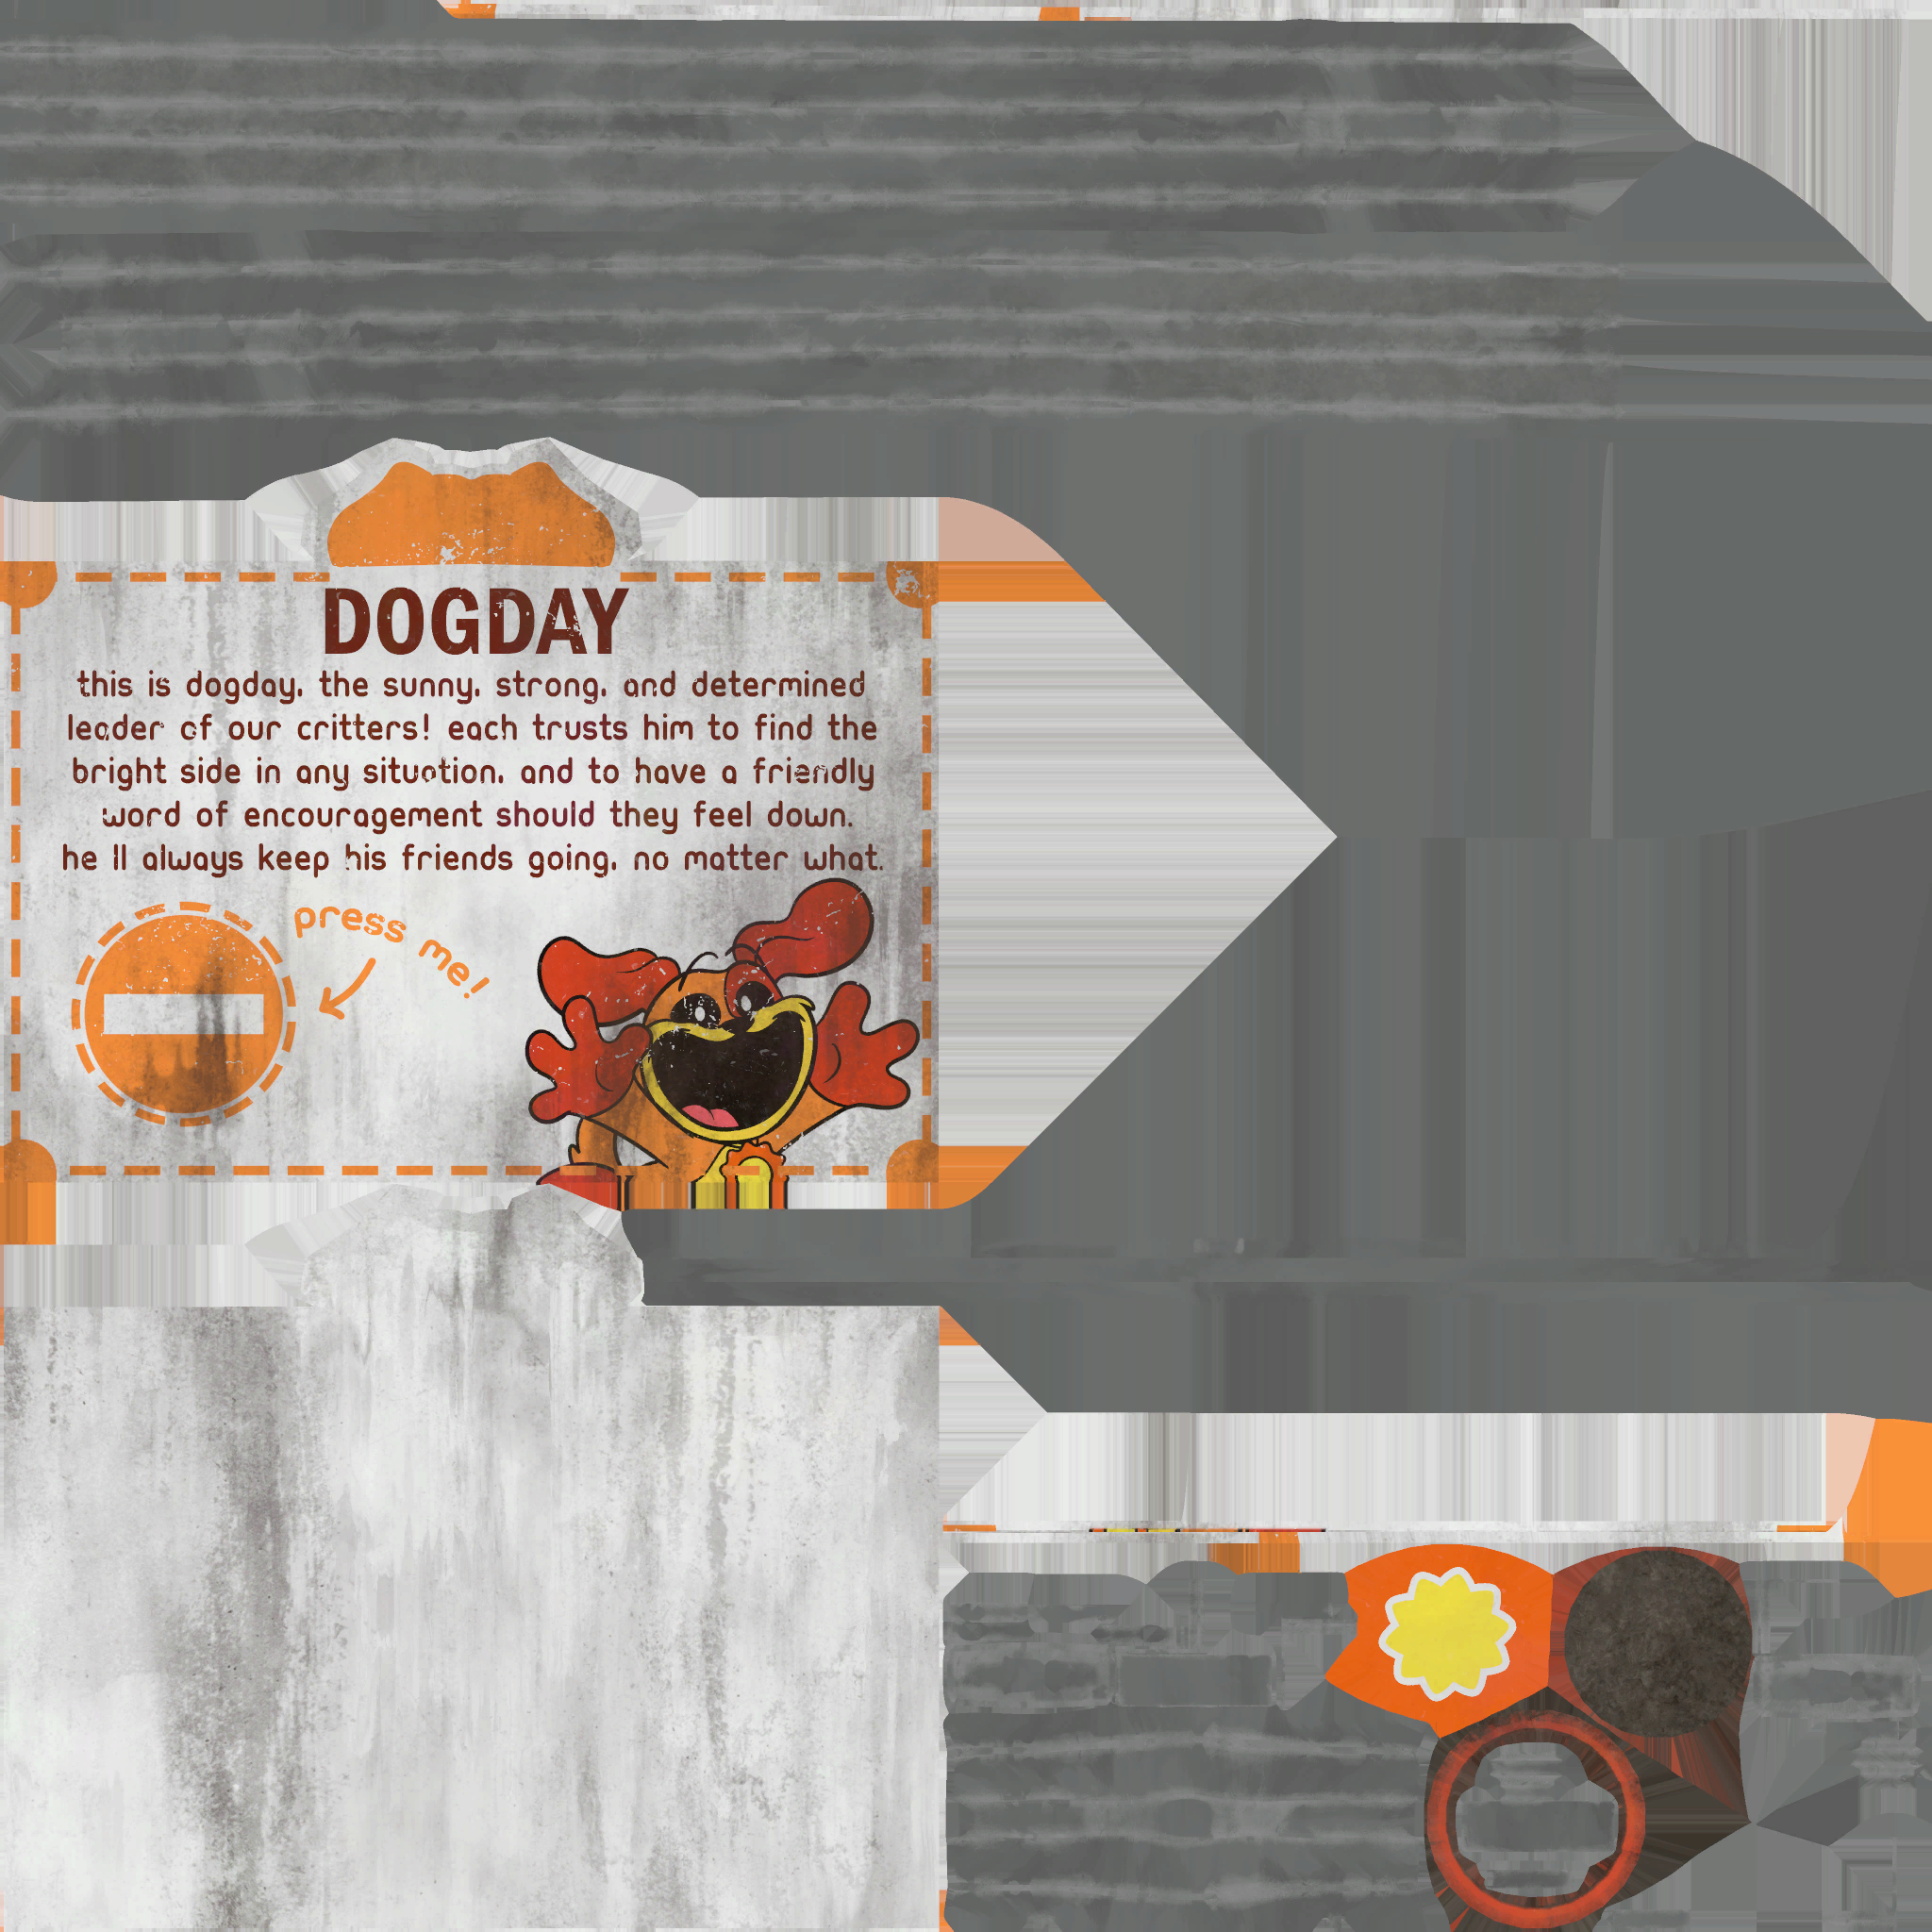 DOGDAY
this is dogday. the sunny. strong. and determined
leader of our critters! each trusts him to find the
bright side in any situation. and to have a friendly
word of encouragement should they feel down.
he ll always keep his friends going. no matter what.
press me!